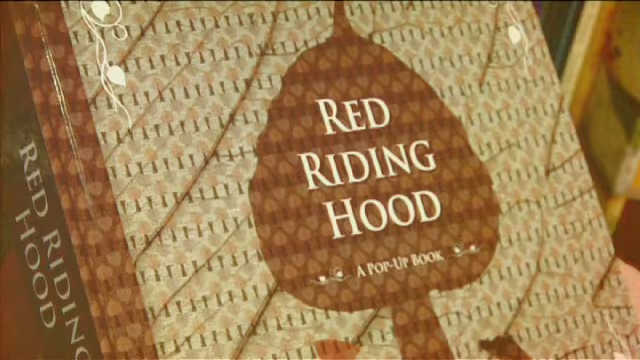 RED
RIDING
HOOD
A POP-UP BOOK
RED RIDING
HOOD